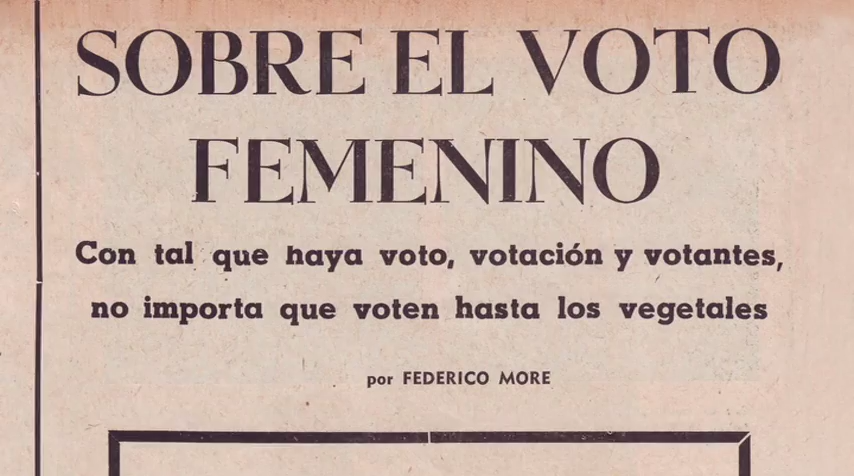 SOBRE EL VOTO
FEMENINO
Con tal que haya voto, votación y votantes,
no importa que voten hasta los vegetales
por FEDERICO MORE